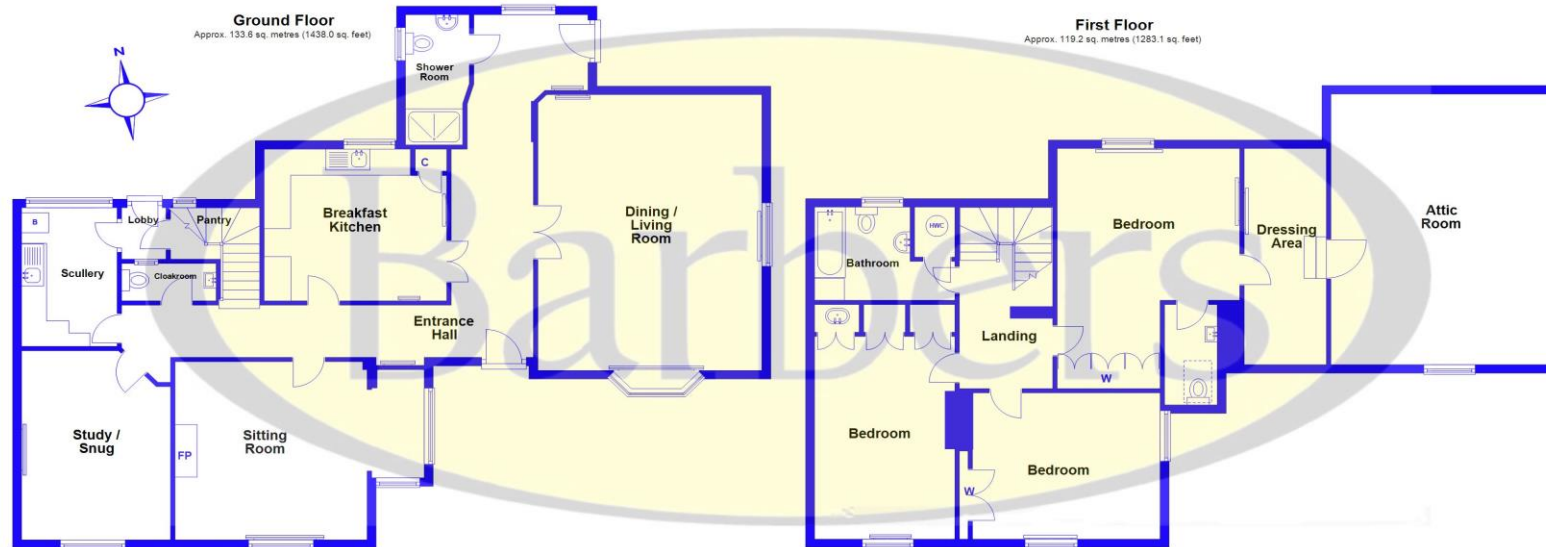 Ground Floor
Approx. 133.6 sq. metres (1438.0 sq. feet)
N
Shower
Room
C
Lobby
Pantry
Breakfast
Kitchen
Dining /
Living
Room
B
Scullery
Cloakroom
Entrance
Hall
Study /
Snug
FP
Sitting
Room
First Floor
Approx. 119.2 sq. metres (1283.1 sq. feet)
Bedroom
Dressing
Area
Attic
Room
HWC
Bathroom
Landing
W
Bedroom
W
Bedroom
Barbers